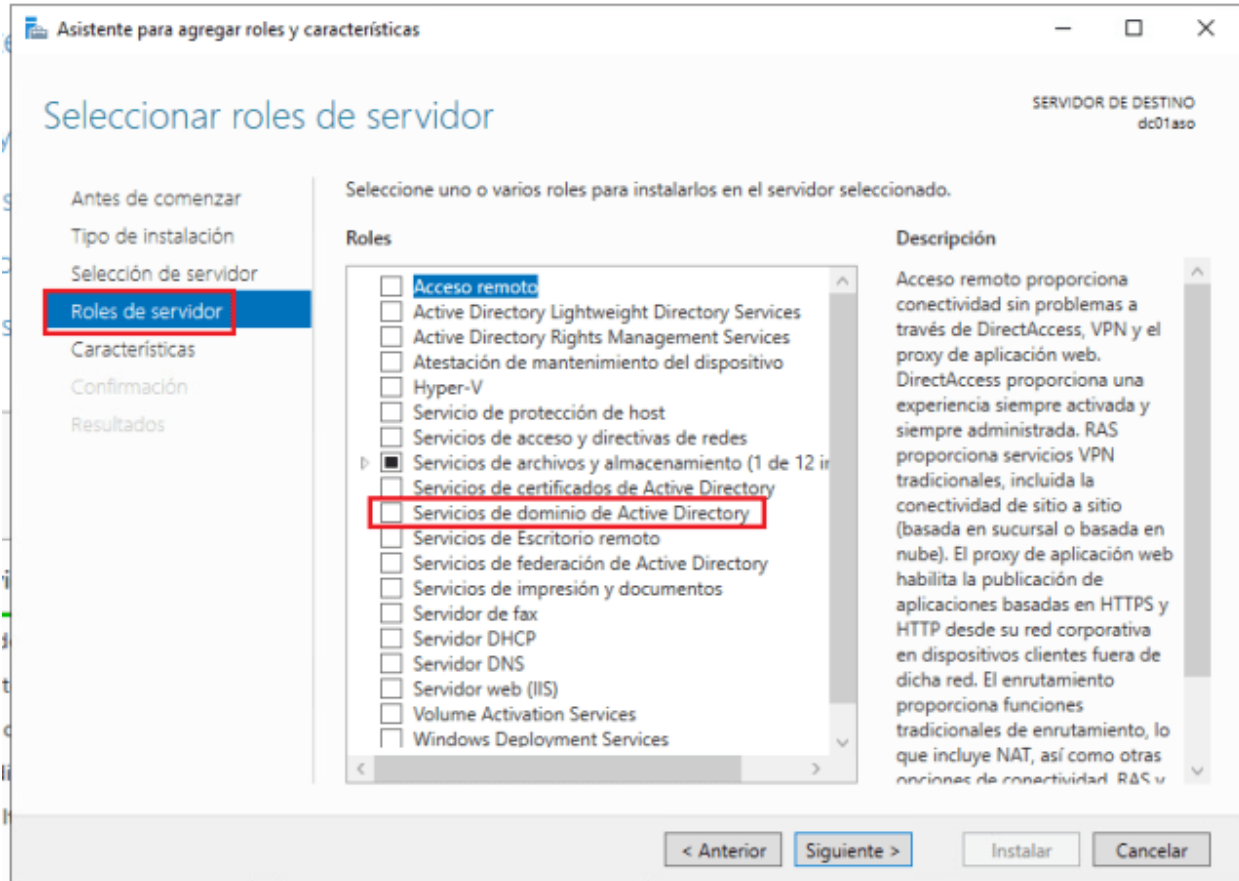 Asistente para agregar roles y características
Seleccionar roles de servidor
SERVIDOR DE DESTINO
dc01aso
Antes de comenzar
Tipo de instalación
Selección de servidor
Roles de servidor
Características
Confirmación
Resultados
Seleccione uno o varios roles para instalarlos en el servidor seleccionado.
Roles
Acceso remoto
Active Directory Lightweight Directory Services
Active Directory Rights Management Services
Atestación de mantenimiento del dispositivo
Hyper-V
Servicio de protección de host
Servicios de acceso y directivas de redes
Servicios de archivos y almacenamiento (1 de 12 in
Servicios de certificados de Active Directory
Servicios de dominio de Active Directory
Servicios de Escritorio remoto
Servicios de federación de Active Directory
Servicios de impresión y documentos
Servidor de fax
Servidor DHCP
Servidor DNS
Servidor web (IIS)
Volume Activation Services
Windows Deployment Services
Descripción
Acceso remoto proporciona
conectividad sin problemas a
través de DirectAccess, VPN y el
proxy de aplicación web.
DirectAccess proporciona una
experiencia siempre activada y
siempre administrada. RAS
proporciona servicios VPN
tradicionales, incluida la
conectividad de sitio a sitio
(basada en sucursal o basada en
nube). El proxy de aplicación web
habilita la publicación de
aplicaciones basadas en HTTPS y
HTTP desde su red corporativa
en dispositivos clientes fuera de
dicha red. El enrutamiento
proporciona funciones
tradicionales de enrutamiento, lo
que incluye NAT, así como otras
opciones de conectividad. RAS y
< Anterior
Siguiente >
Instalar
Cancelar